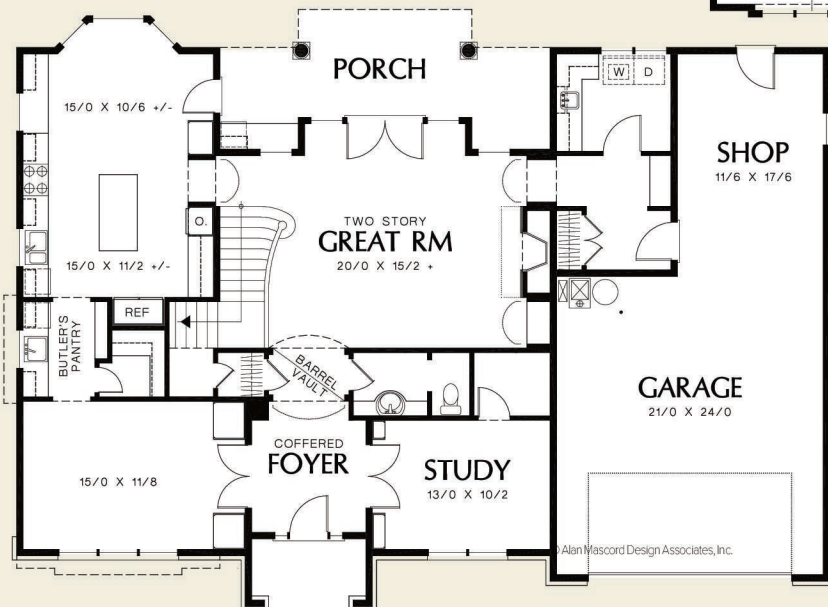 PORCH
W D
15/0 X 10/6 +/-
SHOP
11/6 X 17/6
O.
TWO STORY
GREAT RM
20/0 X 15/2 +
15/0 X 11/2 +/-
REF
BUTLER'S
PANTRY
BARREL
VAULT
GARAGE
21/0 X 24/0
COFFERED
FOYER
STUDY
13/0 X 10/2
15/0 X 11/8
© Alan Mascord Design Associates, Inc.